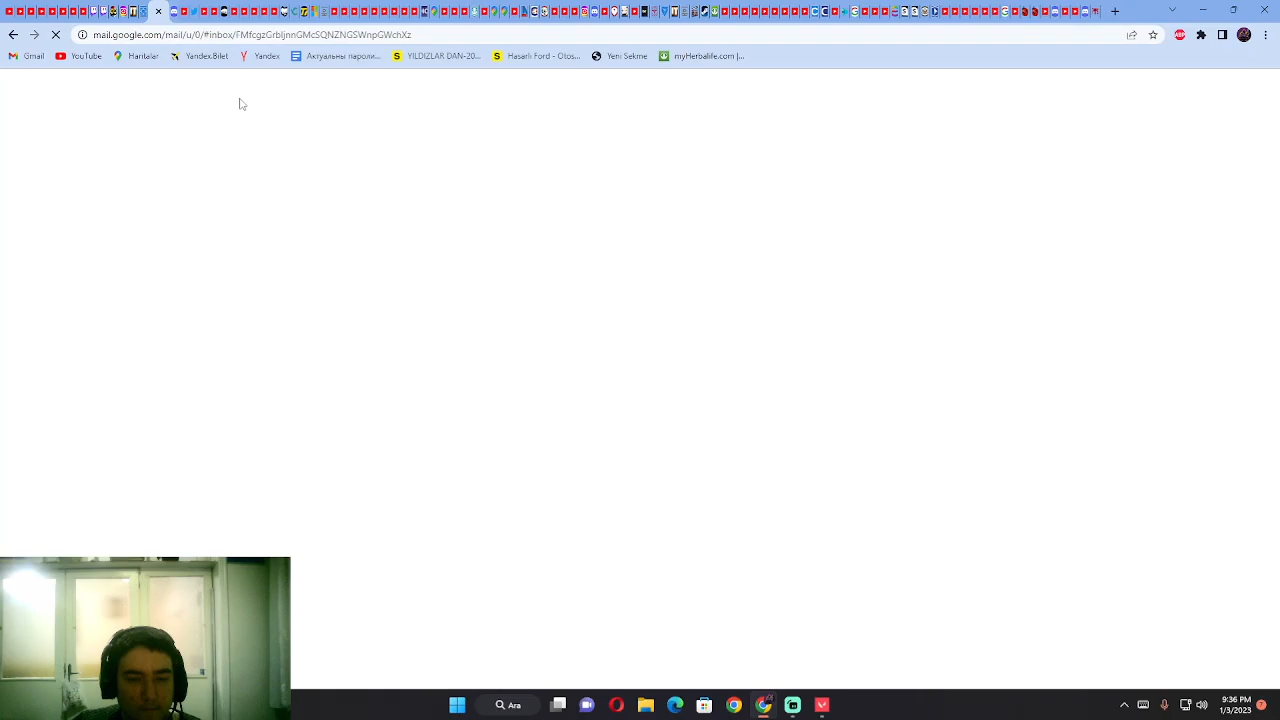 mail.google.com/mail/u/0/#inbox/FMfcgzGrbljnnGMcSQNZNGSWnpGWchXz
Gmail YouTube Haritalar Yandex.Bilet Yandex Актуальны пароли... YILDIZLAR DAN-20... Hasarlı Ford - Otos... Yeni Sekme myHerbalife.com |...
Ara
9:36 PM
1/3/2023